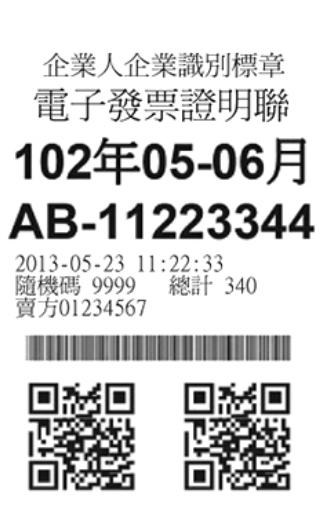 企業人企業識別標章
電子發票證明聯
102年05-06月
AB-11223344
2013-05-23 11:22:33
隨機碼 9999 總計 340
賣方01234567